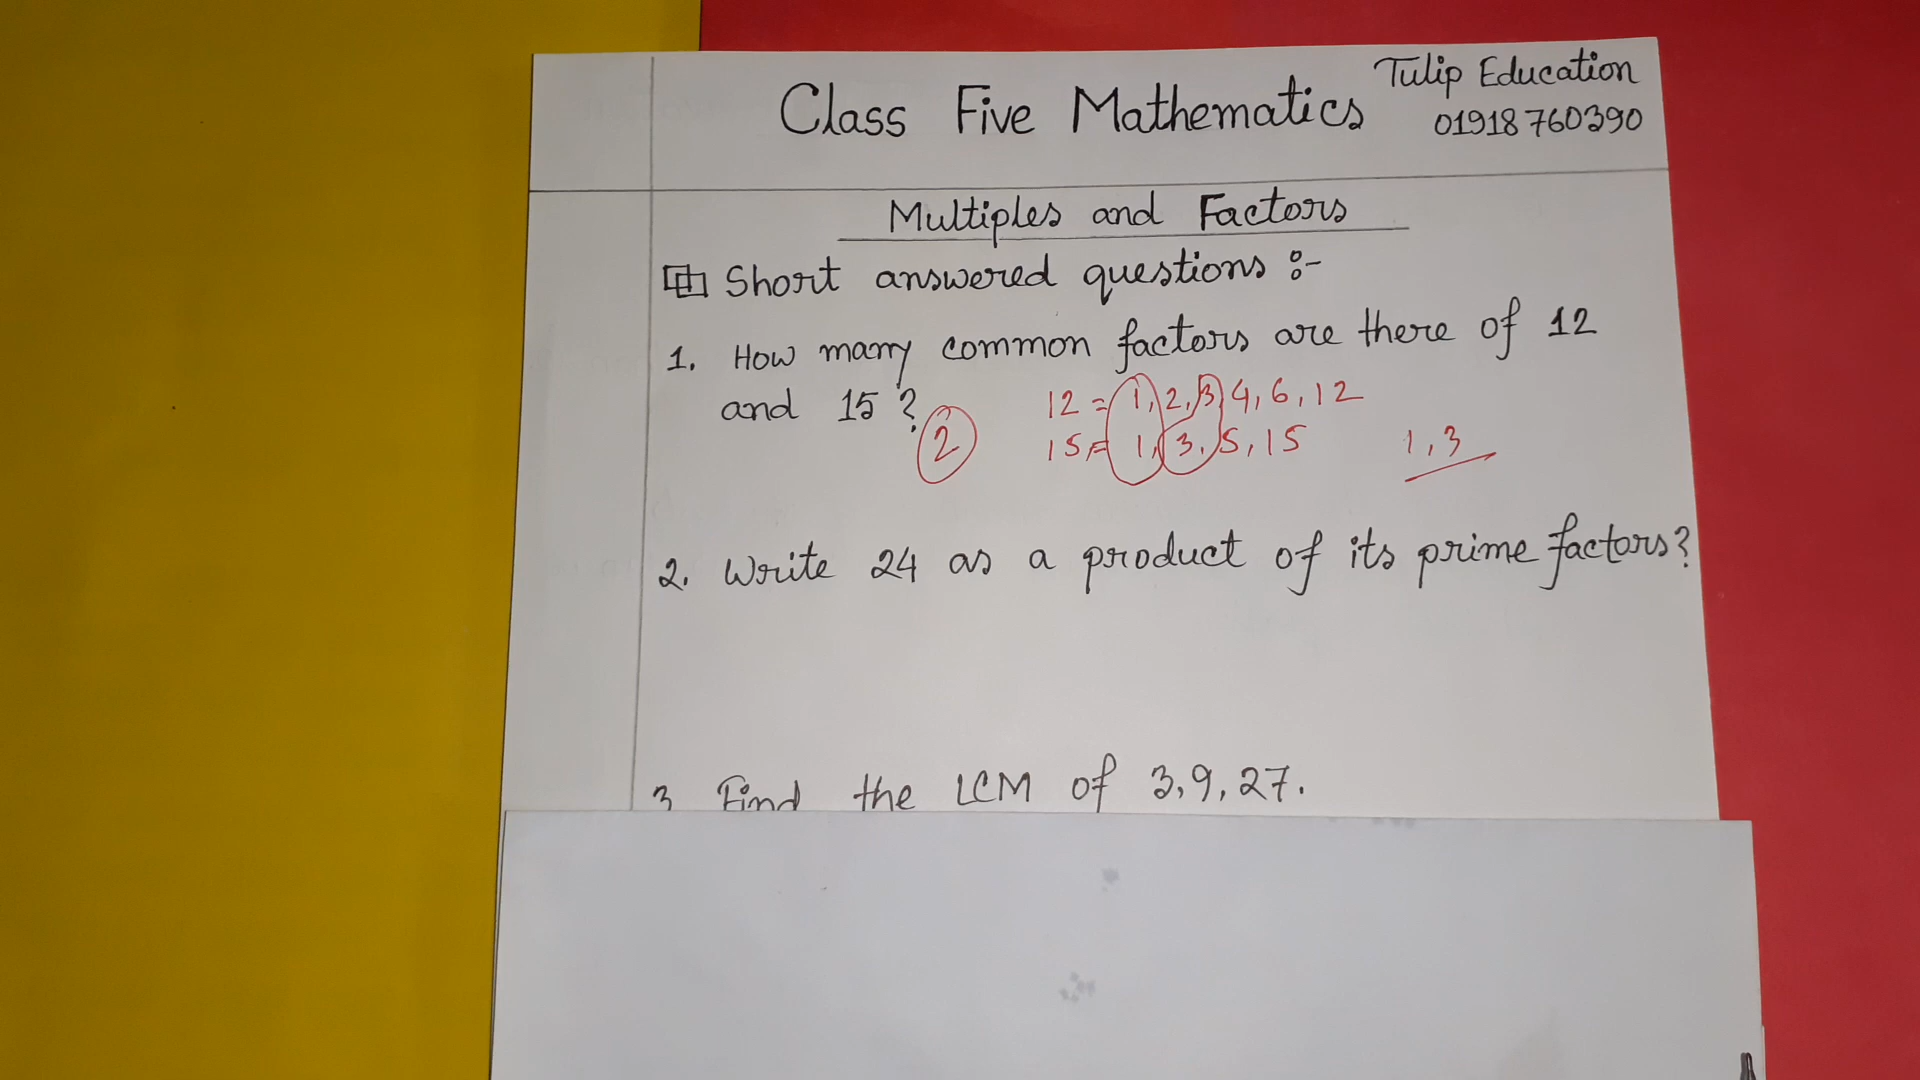 Class Five Mathematics
Tulip Education
01918760390
Multiples and Factors
Short answered questions :-
1. How many common factors are there of 12
and 15 ?
2
12 = 1, 2, 3, 4, 6, 12
15 = 1, 3, 5, 15
1, 3
2. Write 24 as a product of its prime factors?
3 Find the LCM of 3, 9, 27.